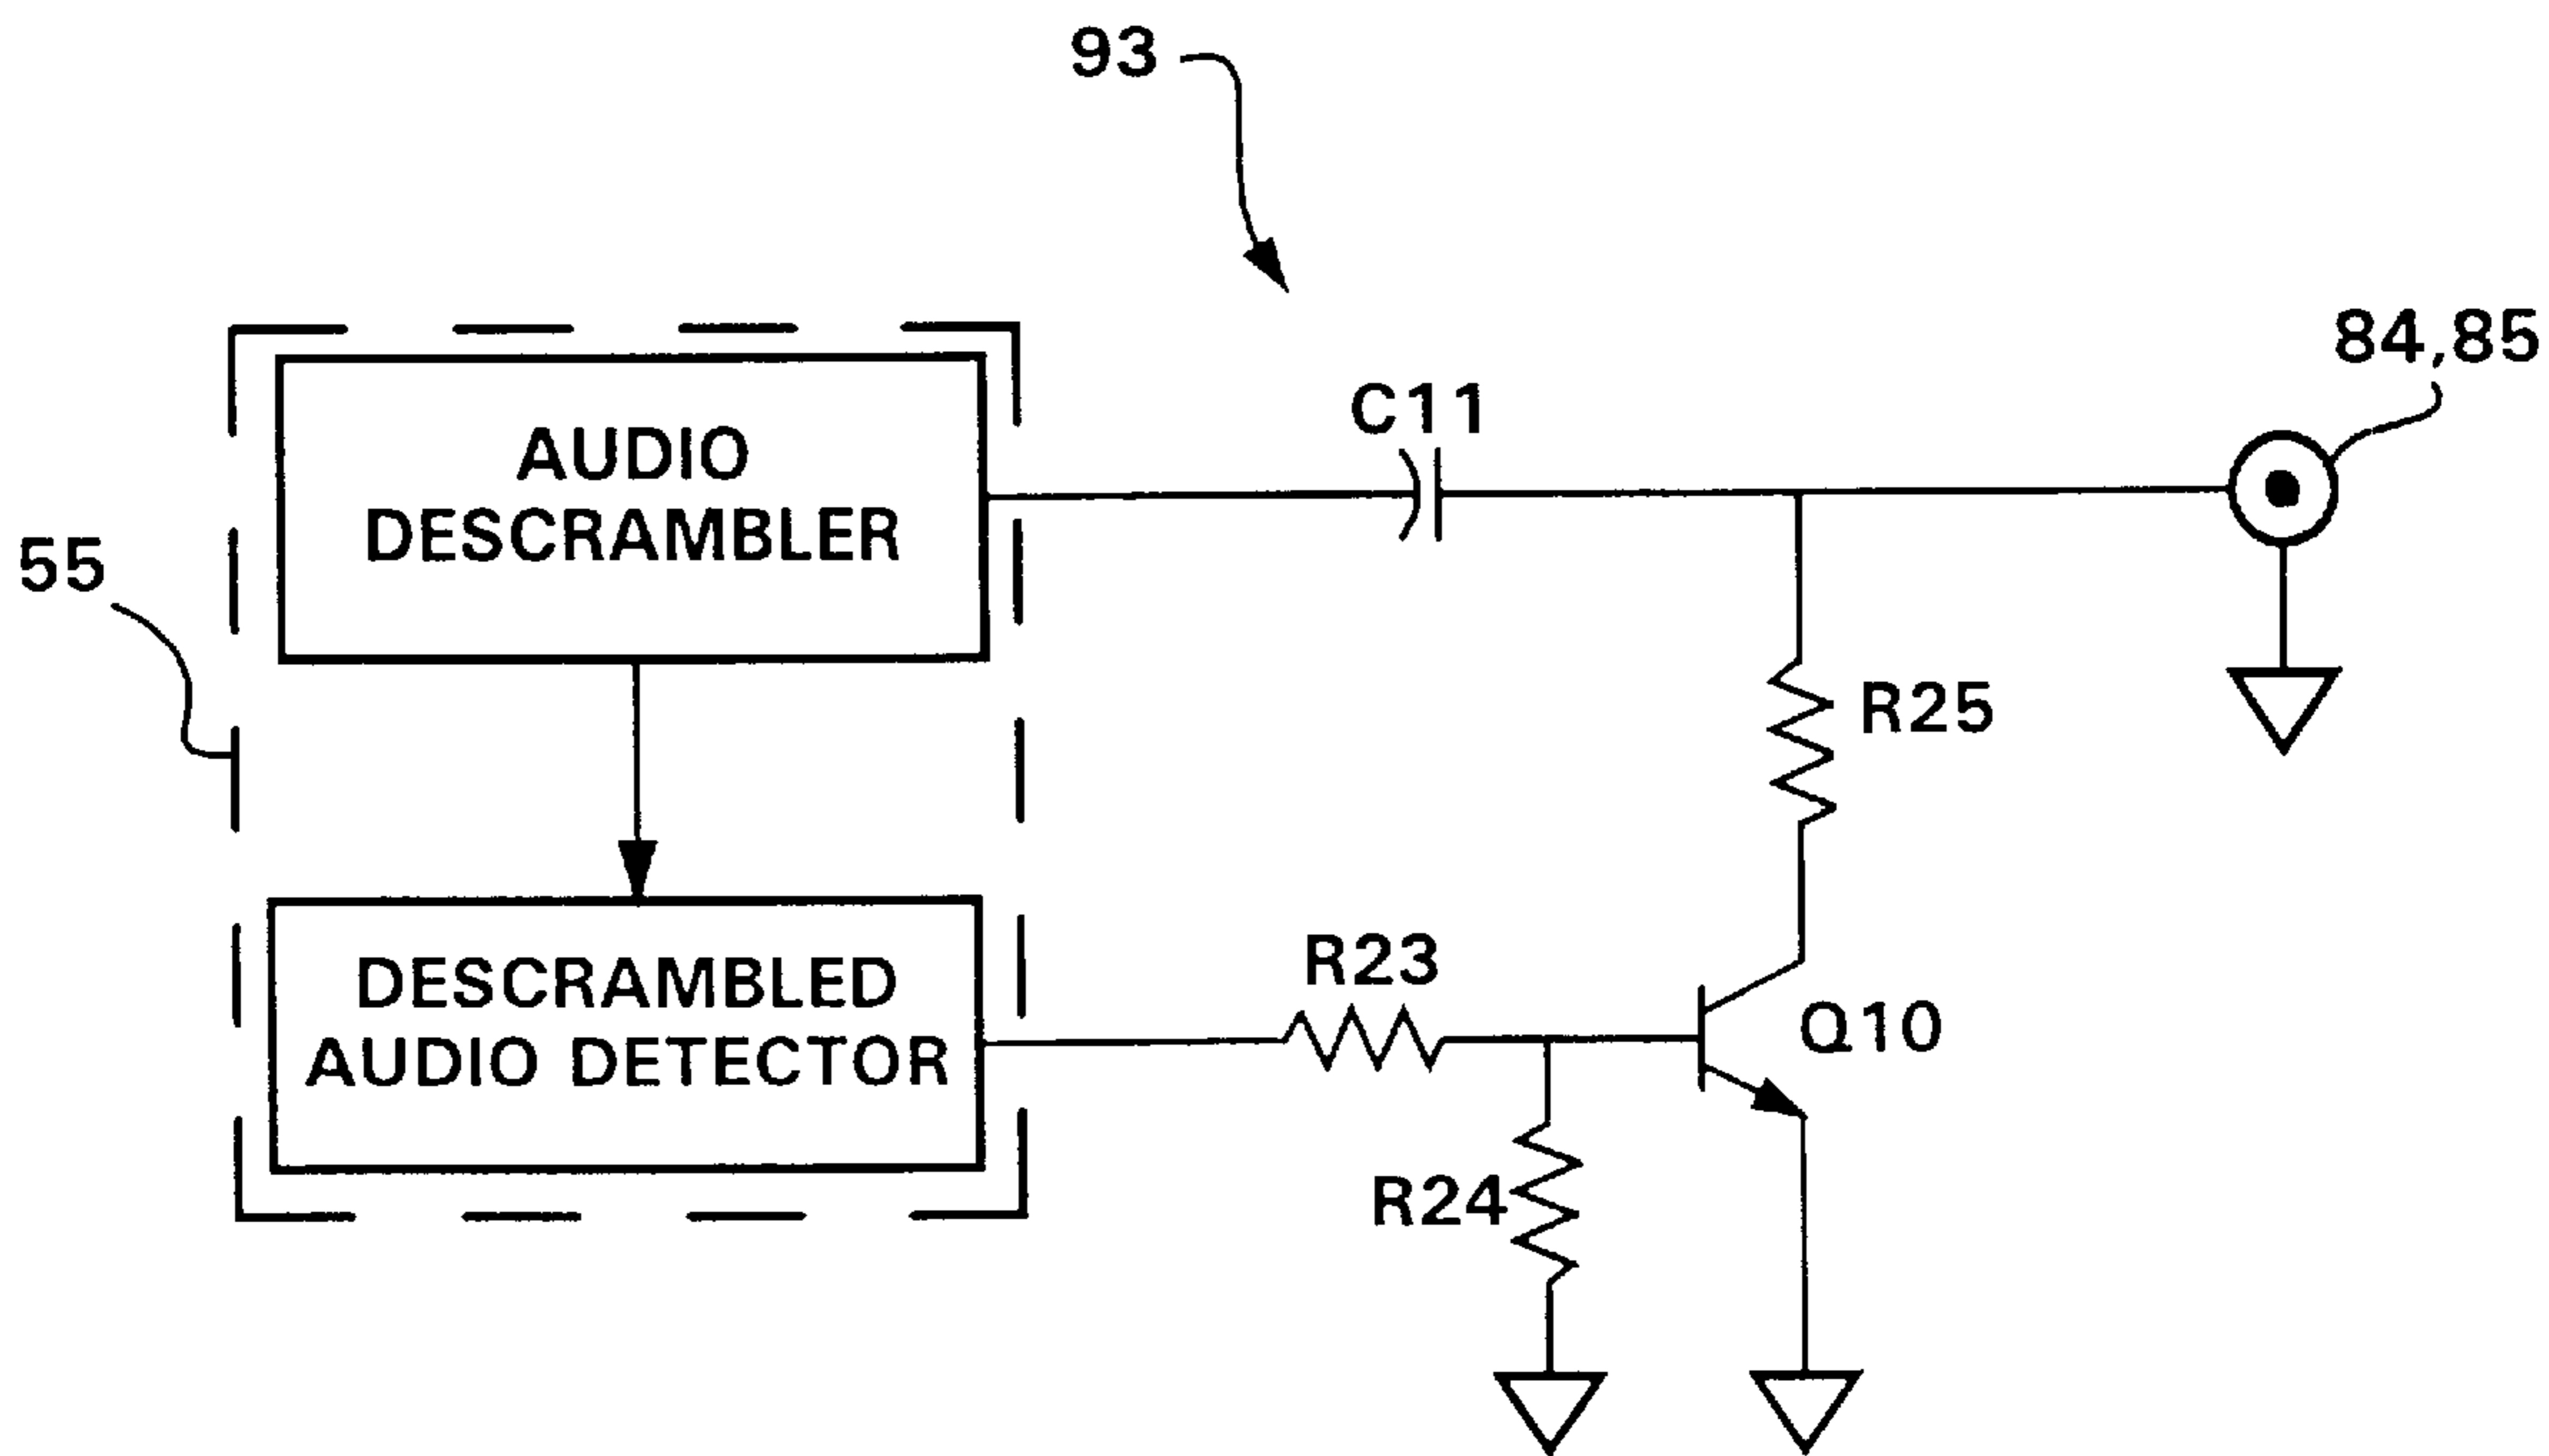 93
84,85
C11
AUDIO
DESCRAMBLER
55
R25
R23
DESCRAMBLED
AUDIO DETECTOR
Q10
R24